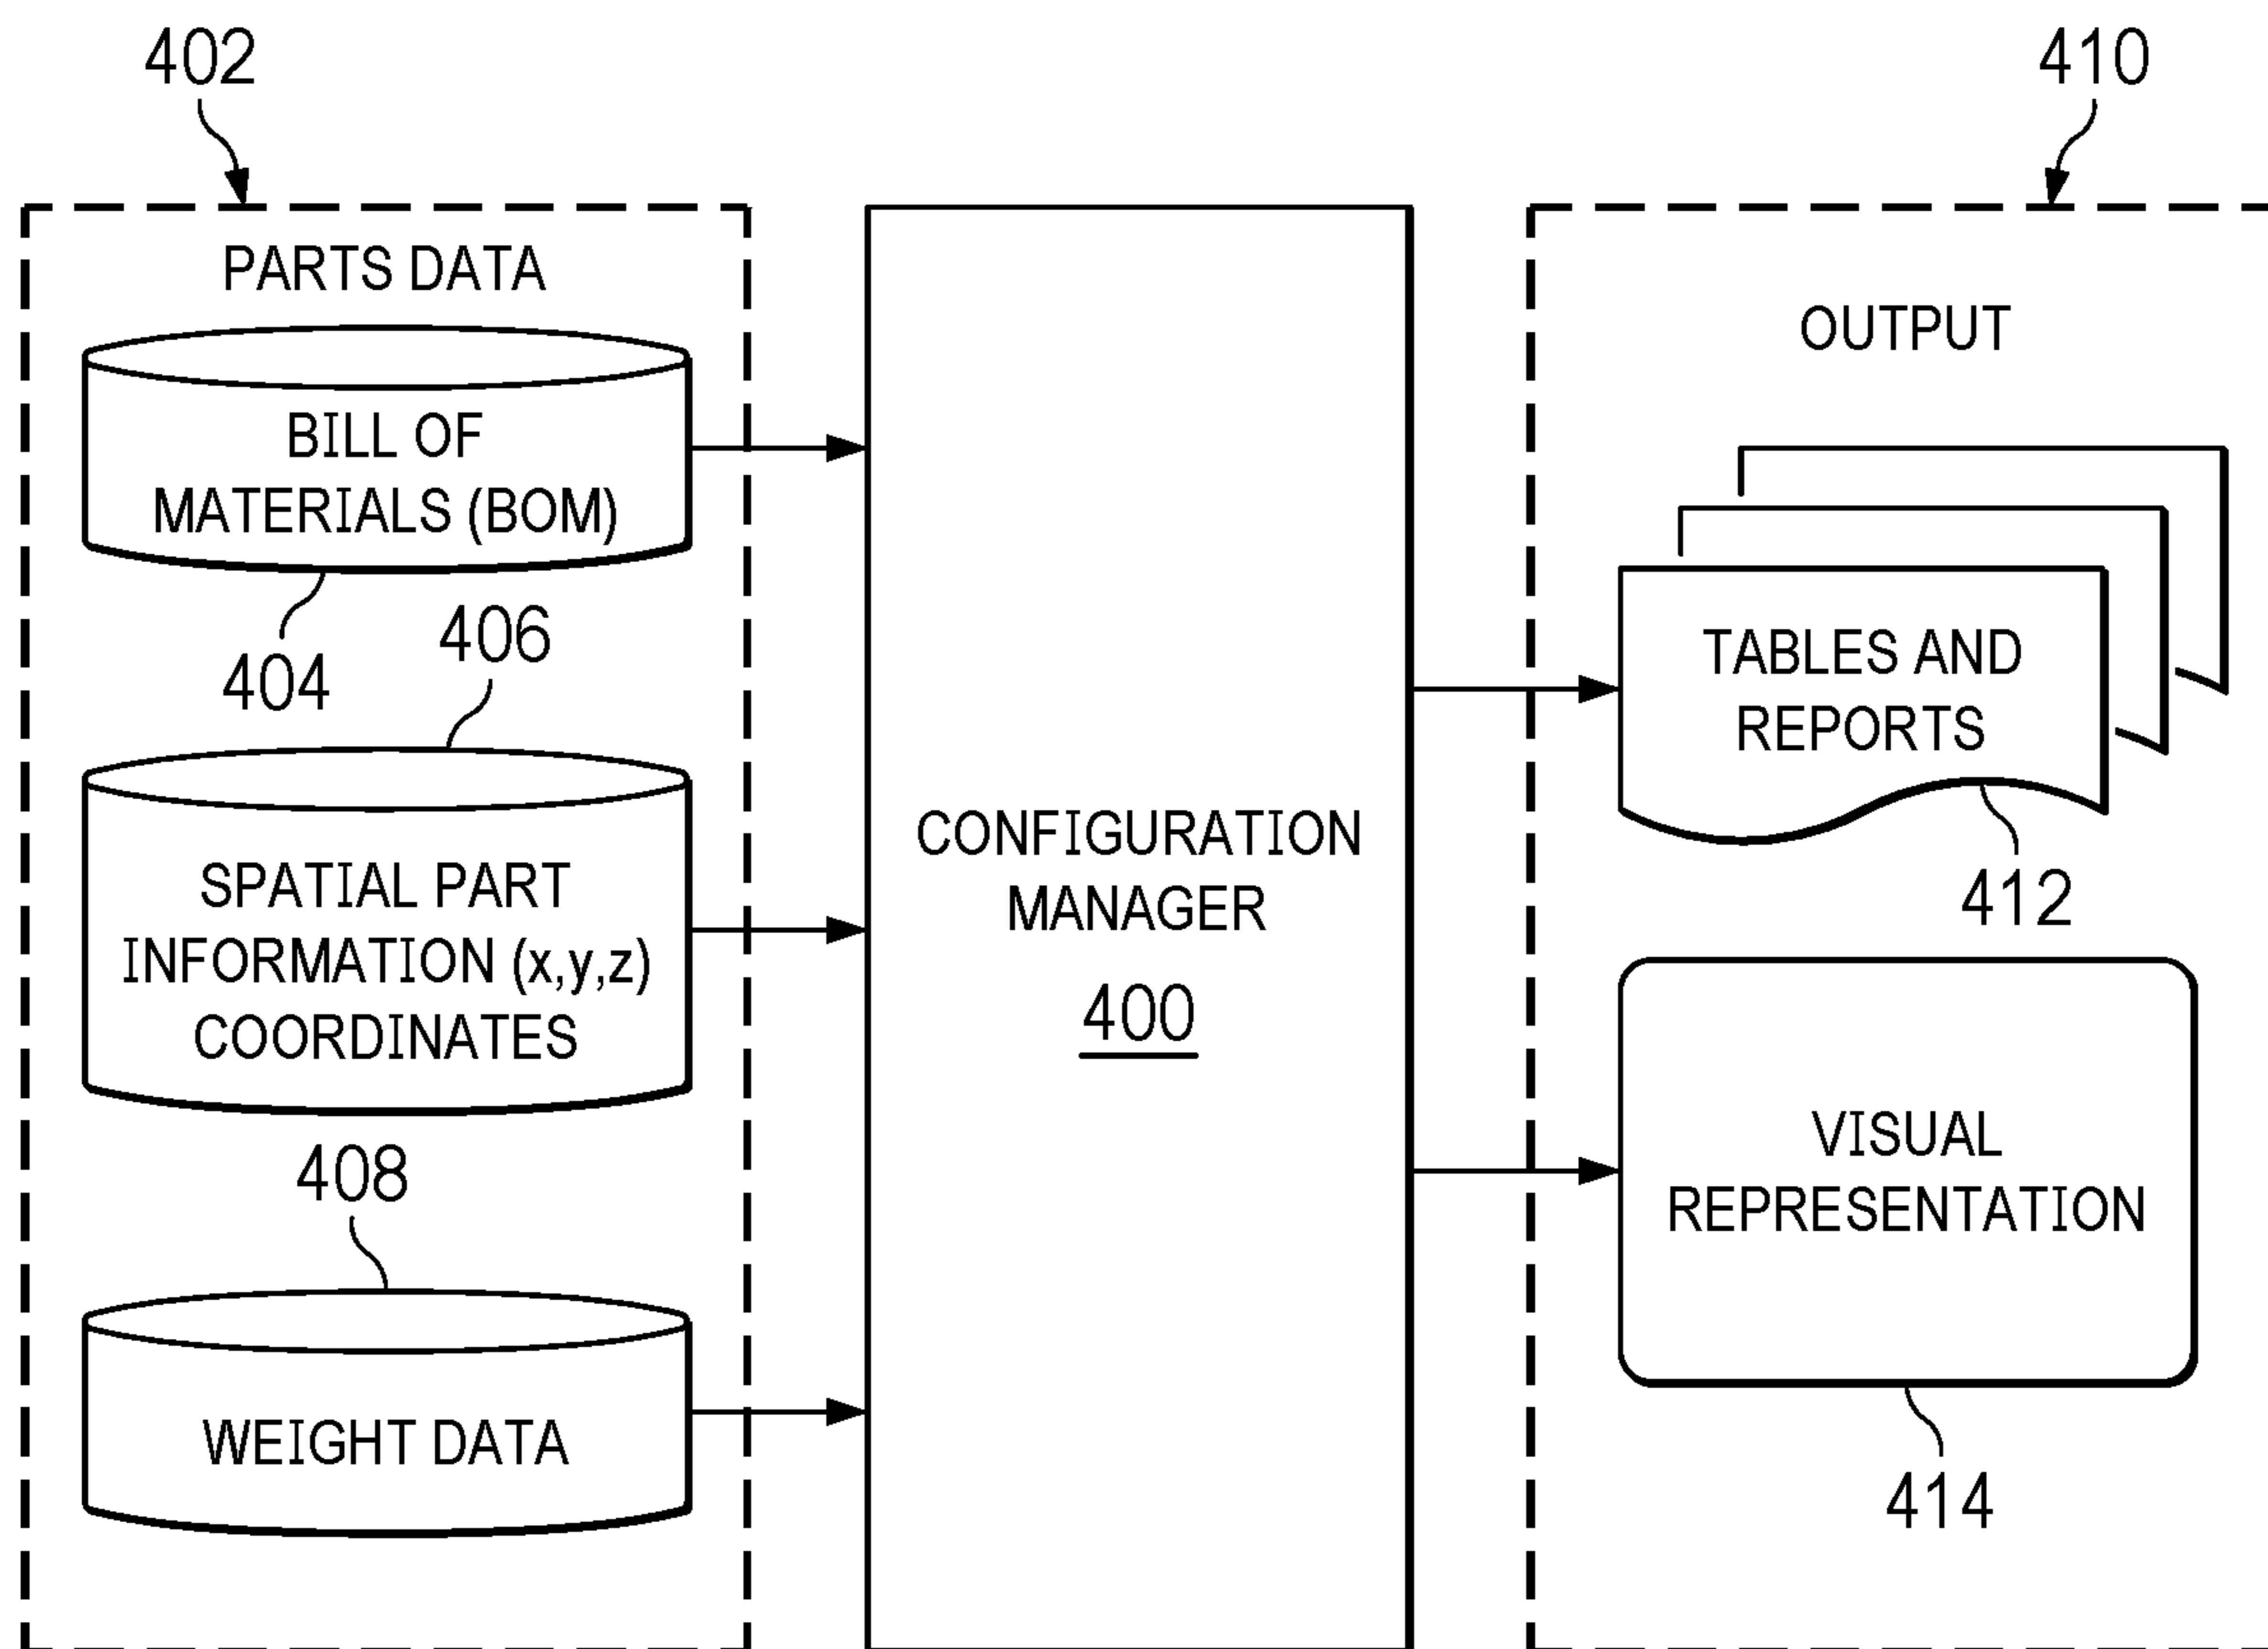 402
PARTS DATA
BILL OF
MATERIALS (BOM)
404
406
SPATIAL PART
INFORMATION (x,y,z)
COORDINATES
408
WEIGHT DATA
CONFIGURATION
MANAGER
400
410
OUTPUT
TABLES AND
REPORTS
412
VISUAL
REPRESENTATION
414